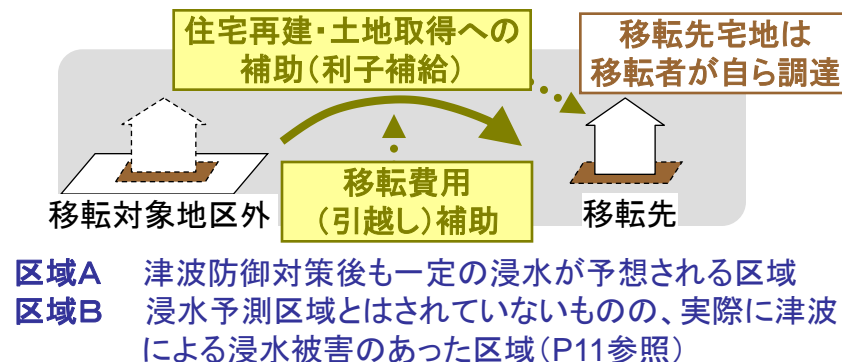 住宅再建・土地取得への
補助(利子補給)
移転先宅地は
移転者が自ら調達
移転費用
(引越し)補助
移転対象地区外
移転先
区域A 津波防御対策後も一定の浸水が予想される区域
区域B 浸水予測区域とはされていないものの、実際に津波
による浸水被害のあった区域(P11参照)